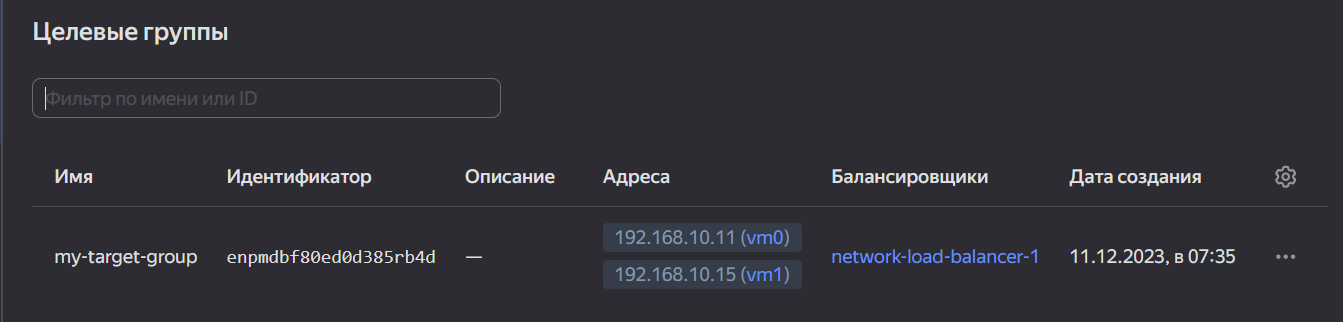 Целевые группы
Фильтр по имени или ID
Имя Идентификатор Описание Адреса Балансировщики Дата создания
my-target-group enpmdbf80ed0d385rb4d — 192.168.10.11 (vm0) network-load-balancer-1 11.12.2023, в 07:35
192.168.10.15 (vm1)